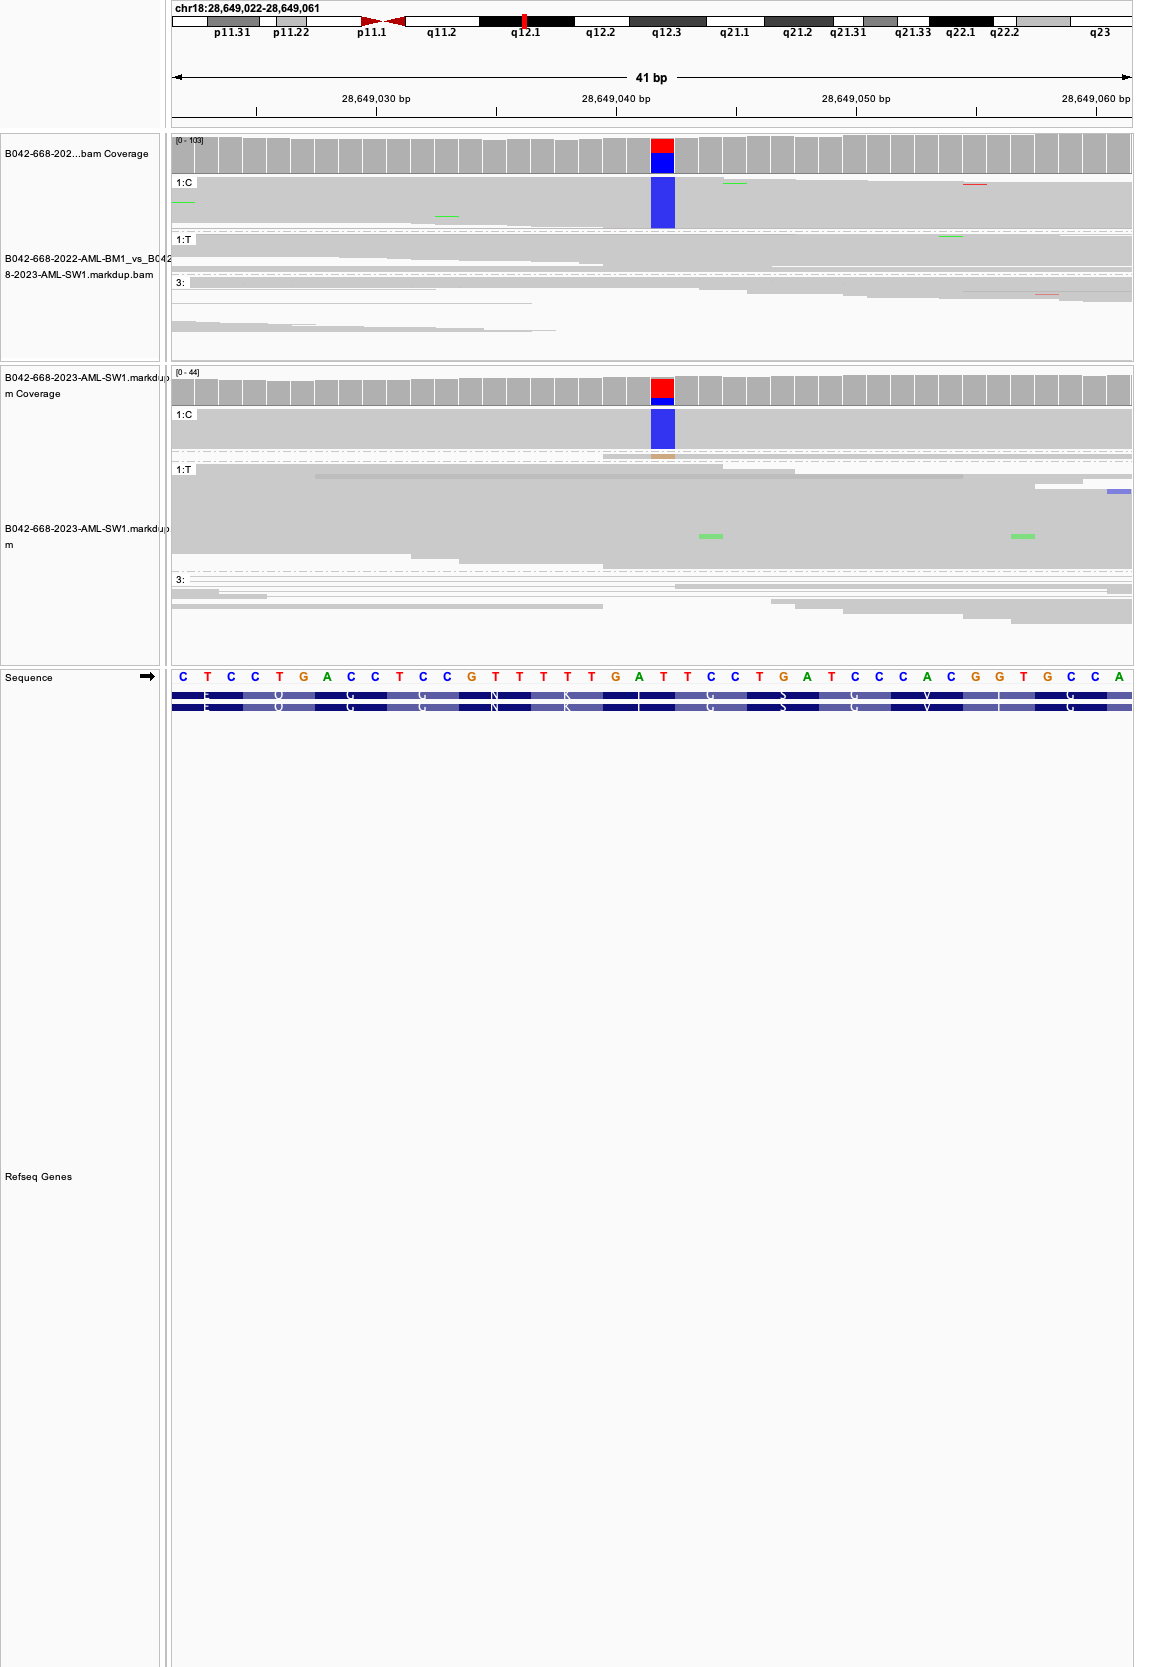 chr18:28,649,022-28,649,061
p11.31 p11.22 p11.1 q11.2 q12.1 q12.2 q12.3 q21.1 q21.2 q21.31 q21.33 q22.1 q22.2 q23
41 bp
28,649,030 bp 28,649,040 bp 28,649,050 bp 28,649,060 bp
[0 - 103]
B042-668-202...bam Coverage
1:C
1:T
B042-668-2022-AML-BM1_vs_B042
8-2023-AML-SW1.markdup.bam
3:
[0 - 44]
B042-668-2023-AML-SW1.markdup
m Coverage
1:C
1:T
B042-668-2023-AML-SW1.markdup
m
3:
Sequence C T C C T G A C C T C C G T T T T T G A T T C C T G A T C C C A C G G T G C C A
E Q G G N K I G S G V T G
E Q G G N K I G S G V T G
Refseq Genes